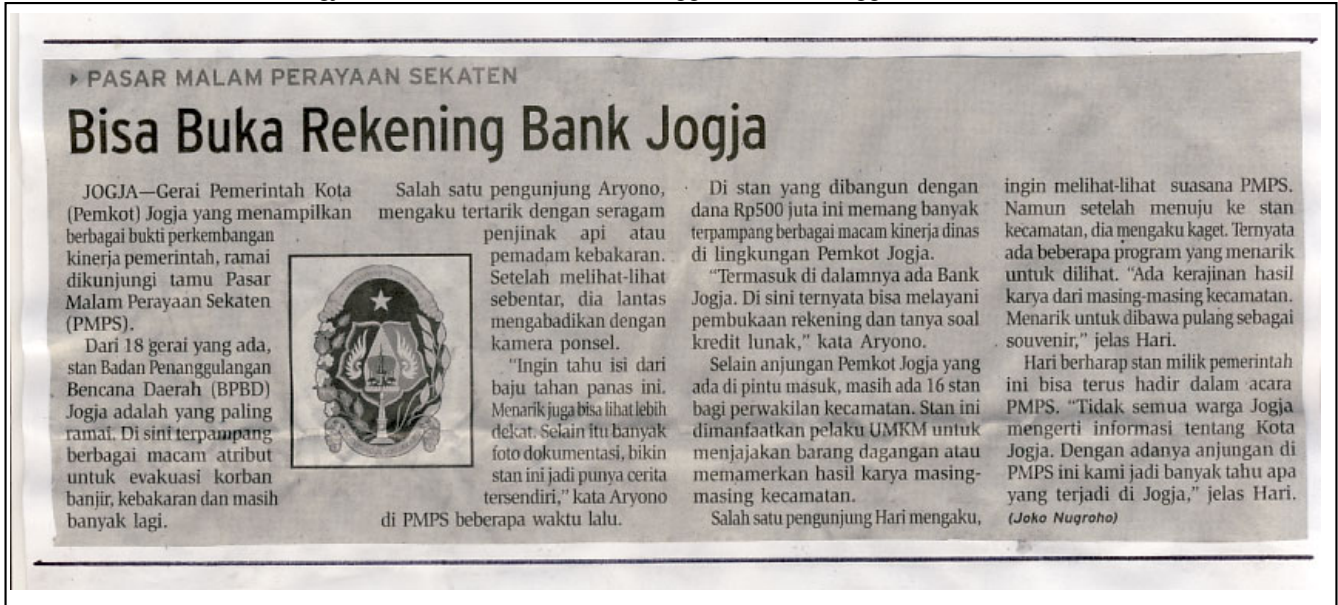 PASAR MALAM PERAYAAN SEKATEN
Bisa Buka Rekening Bank Jogja
JOGJA—Gerai Pemerintah Kota
(Pemkot) Jogja yang menampilkan
berbagai bukti perkembangan
kinerja pemerintah, ramai
dikunjungi tamu Pasar
Malam Perayaan Sekaten
(PMPS).
Dari 18 gerai yang ada,
stan Badan Penanggulangan
Bencana Daerah (BPBD)
Jogja adalah yang paling
ramai. Di sini terpampang
berbagai macam atribut
untuk evakuasi korban
banjir, kebakaran dan masih
banyak lagi.
Salah satu pengunjung Aryono,
mengaku tertarik dengan seragam
penjinak api atau
pemadam kebakaran.
Setelah melihat-lihat
sebentar, dia lantas
mengabadikan dengan
kamera ponsel.
"Ingin tahu isi dari
baju tahan panas ini.
Menarik juga bisa lihat lebih
dekat. Selain itu banyak
foto dokumentasi, bikin
stan ini jadi punya cerita
tersendiri," kata Aryono
di PMPS beberapa waktu lalu.
Di stan yang dibangun dengan
dana Rp500 juta ini memang banyak
terpampang berbagai macam kinerja dinas
di lingkungan Pemkot Jogja.
"Termasuk di dalamnya ada Bank
Jogja. Di sini ternyata bisa melayani
pembukaan rekening dan tanya soal
kredit lunak," kata Aryono.
Selain anjungan Pemkot Jogja yang
ada di pintu masuk, masih ada 16 stan
bagi perwakilan kecamatan. Stan ini
dimanfaatkan pelaku UMKM untuk
menjajakan barang dagangan atau
memamerkan hasil karya masing-
masing kecamatan.
Salah satu pengunjung Hari mengaku,
ingin melihat-lihat suasana PMPS.
Namun setelah menuju ke stan
kecamatan, dia mengaku kaget. Ternyata
ada beberapa program yang menarik
untuk dilihat. "Ada kerajinan hasil
karya dari masing-masing kecamatan.
Menarik untuk dibawa pulang sebagai
souvenir," jelas Hari.
Hari berharap stan milik pemerintah
ini bisa terus hadir dalam acara
PMPS. "Tidak semua warga Jogja
mengerti informasi tentang Kota
Jogja. Dengan adanya anjungan di
PMPS ini kami jadi banyak tahu apa
yang terjadi di Jogja," jelas Hari.
(Joko Nugroho)